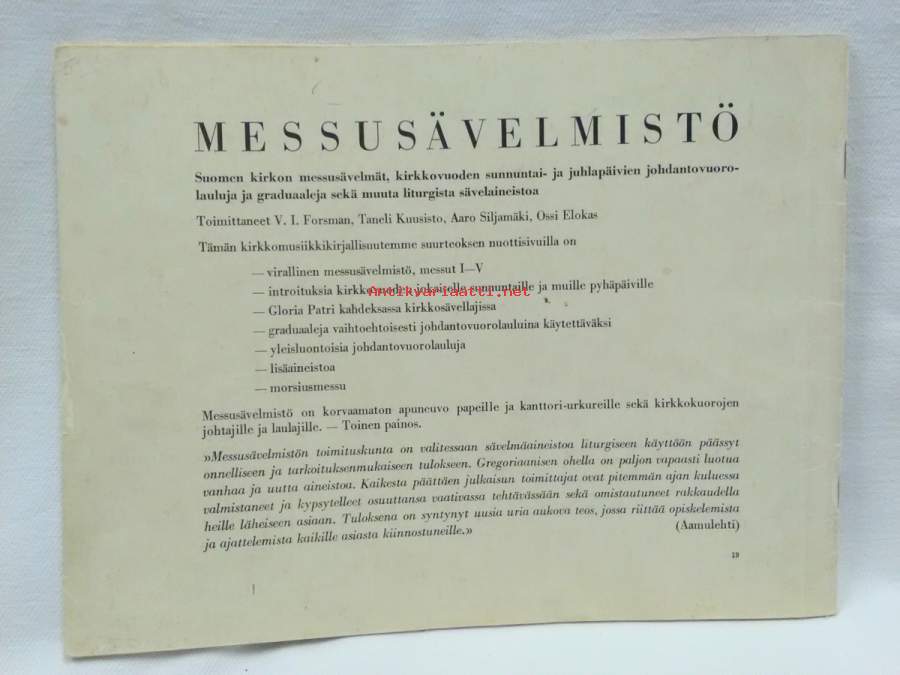 MESSUSÄVELMISTÖ
Suomen kirkon messusävelmät, kirkkovuoden sunnuntai- ja juhlapäivien johdantovuoro-
lauluja ja graduaaleja sekä muuta liturgista sävelaineistoa
Toimittaneet V. I. Forsman, Taneli Kuusisto, Aaro Siljamäki, Ossi Elokas
Tämän kirkkomusiikkikirjallisuutemme suurteoksen nuottisivuilla on
— virallinen messusävelmistö, messut I—V
— introituksia kirkkovuoden jokaiselle sunnuntaille ja muille pyhäpäiville
Antikvariaatti.net
— Gloria Patri kahdeksassa kirkkosävellajissa
— graduaaleja vaihtoehtoisesti johdantovuorolauluina käytettäväksi
— yleisluontoisia johdantovuorolauluja
— lisäaineistoa
— morsiusmessu
Messusävelmistö on korvaamaton apuneuvo papeille ja kanttori-urkureille sekä kirkkokuorojen
johtajille ja laulajille. — Toinen painos.
»Messusävelmistön toimituskunta on valitessaan sävelmäaineistoa liturgiseen käyttöön päässyt
onnelliseen ja tarkoituksenmukaiseen tulokseen. Gregoriaanisen ohella on paljon vapaasti luotua
vanhaa ja uutta aineistoa. Kaikesta päättäen julkaisun toimittajat ovat pitemmän ajan kuluessa
valmistaneet ja kypsytelleet osuuttansa vaativassa tehtävässään sekä omistautuneet rakkaudella
heille läheiseen asiaan. Tuloksena on syntynyt uusia uria aukova teos, jossa riittää opiskelemista
ja ajattelemista kaikille asiasta kiinnostuneille.» (Aamulehti)
19